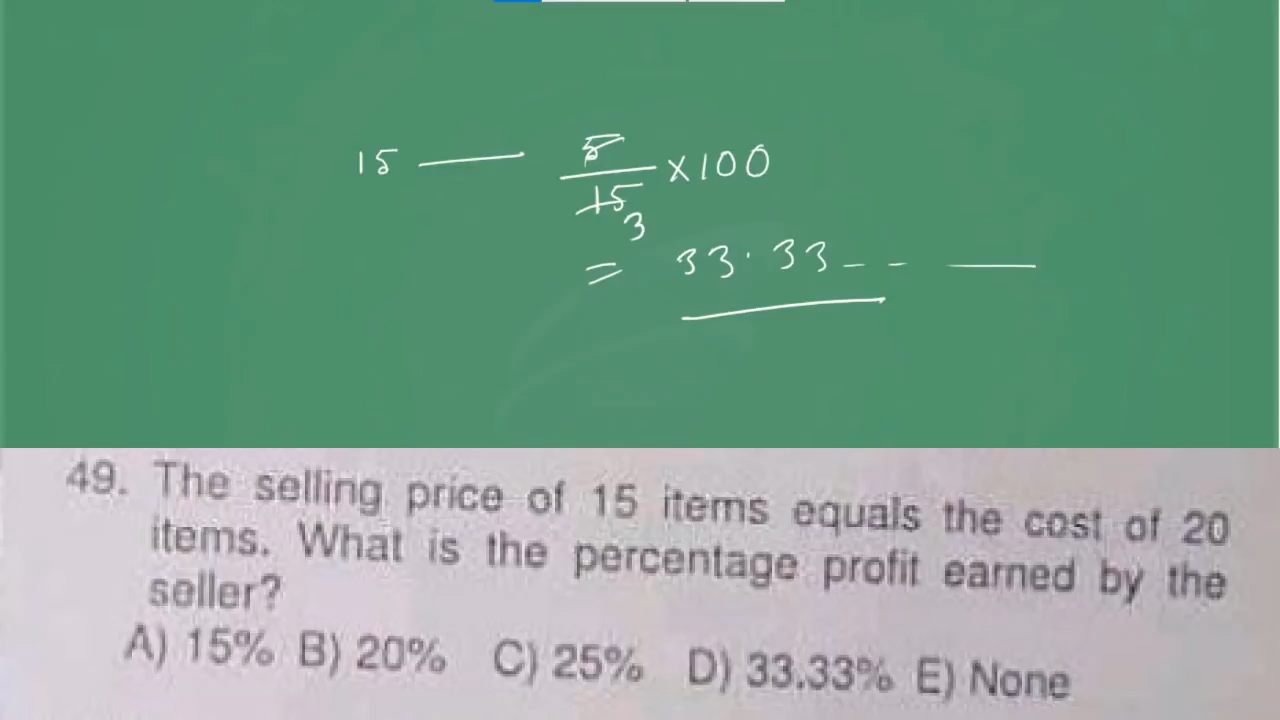 15 — 5/15 × 100
3
= 33.33 - - —
49. The selling price of 15 items equals the cost of 20
items. What is the percentage profit earned by the
seller?
A) 15% B) 20% C) 25% D) 33.33% E) None